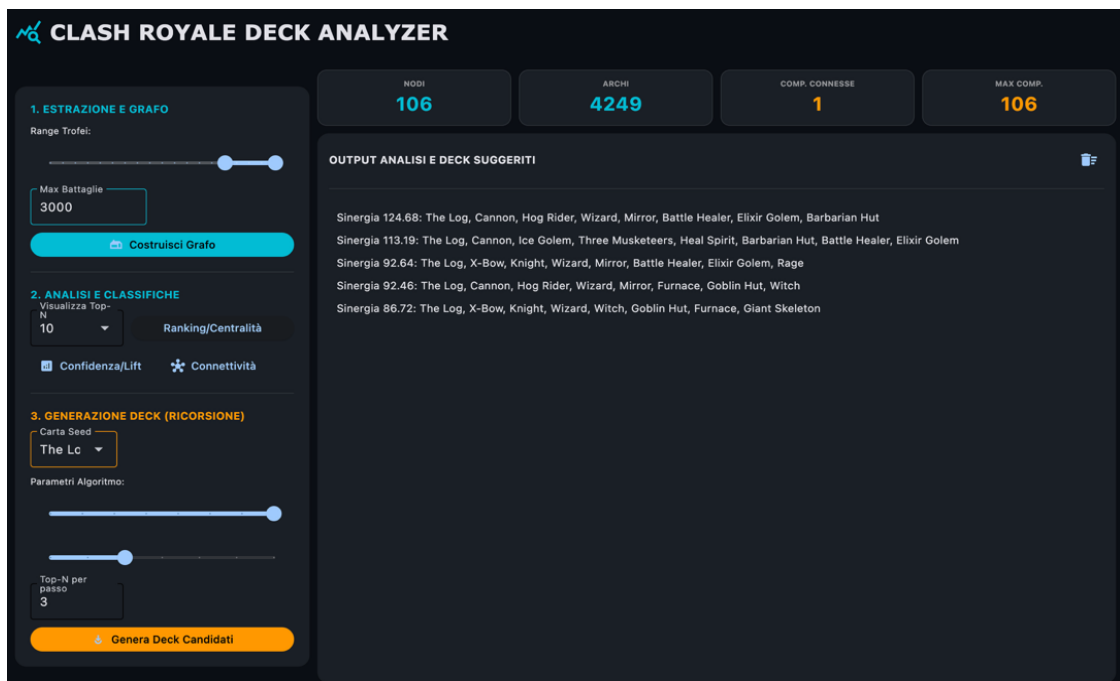 CLASH ROYALE DECK ANALYZER
1. ESTRAZIONE E GRAFO
Range Trofei:
Max Battaglie
3000
Costruisci Grafo
2. ANALISI E CLASSIFICHE
Visualizza Top-
N
10
Ranking/Centralità
Confidenza/Lift
Connettività
3. GENERAZIONE DECK (RICORSIONE)
Carta Seed
The Lc
Parametri Algoritmo:
Top-N per
passo
3
Genera Deck Candidati
NODI
106
ARCHI
4249
COMP. CONNESSE
1
MAX COMP.
106
OUTPUT ANALISI E DECK SUGGERITI
Sinergia 124.68: The Log, Cannon, Hog Rider, Wizard, Mirror, Battle Healer, Elixir Golem, Barbarian Hut
Sinergia 113.19: The Log, Cannon, Ice Golem, Three Musketeers, Heal Spirit, Barbarian Hut, Battle Healer, Elixir Golem
Sinergia 92.64: The Log, X-Bow, Knight, Wizard, Mirror, Battle Healer, Elixir Golem, Rage
Sinergia 92.46: The Log, Cannon, Hog Rider, Wizard, Mirror, Furnace, Goblin Hut, Witch
Sinergia 86.72: The Log, X-Bow, Knight, Wizard, Witch, Goblin Hut, Furnace, Giant Skeleton